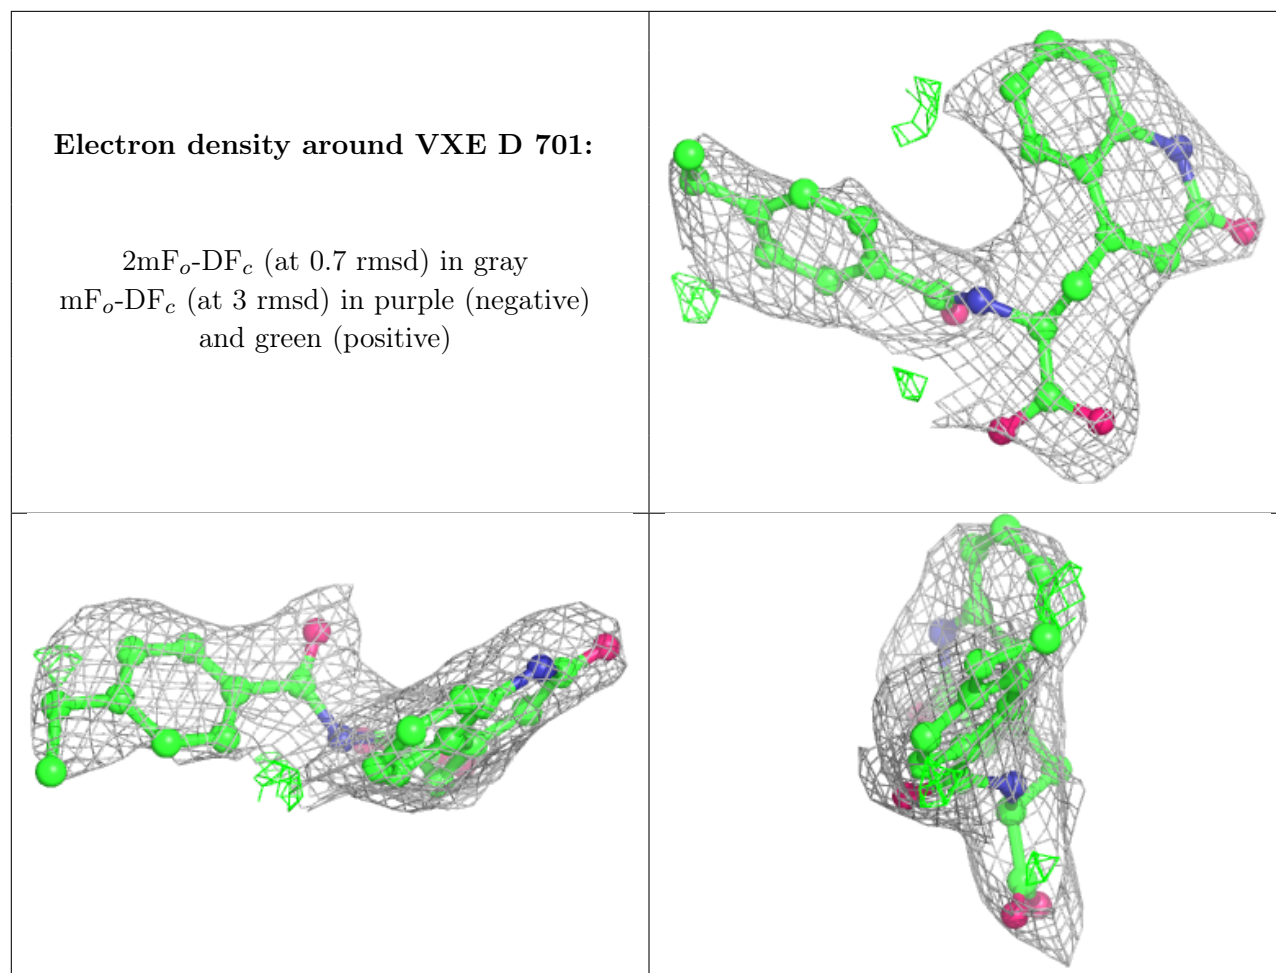 Electron density around VXE D 701:
2mFo-DFc (at 0.7 rmsd) in gray
mFo-DFc (at 3 rmsd) in purple (negative)
and green (positive)